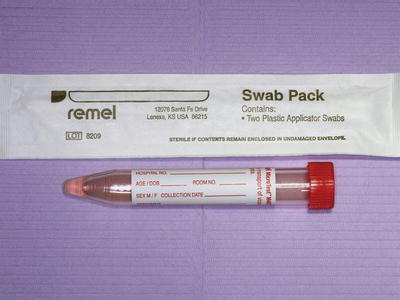 remel
12076 Santa Fe Drive
Lenexa, KS USA 66215
LOT 8209
Swab Pack
Contains:
• Two Plastic Applicator Swabs
STERILE IF CONTENTS REMAIN ENCLOSED IN UNDAMAGED ENVELOPE.
HOSPITAL NO.
AGE / DOB ROOM NO.
SEX M / F COLLECTION DATE